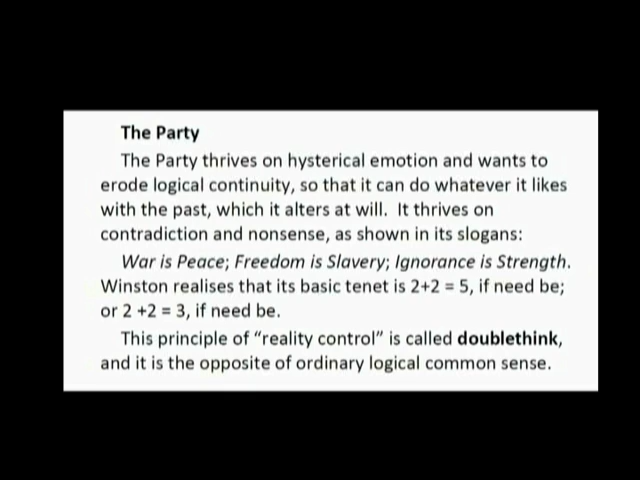 The Party
The Party thrives on hysterical emotion and wants to
erode logical continuity, so that it can do whatever it likes
with the past, which it alters at will.  It thrives on
contradiction and nonsense, as shown in its slogans:
War is Peace; Freedom is Slavery; Ignorance is Strength.
Winston realises that its basic tenet is 2+2 = 5, if need be;
or 2 +2 = 3, if need be.
This principle of “reality control” is called doublethink,
and it is the opposite of ordinary logical common sense.